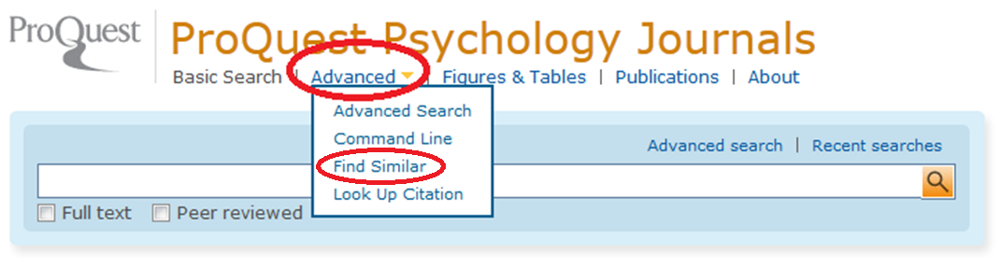 ProQuest
ProQuest Psychology Journals
Basic Search | Advanced | Figures & Tables | Publications | About
Advanced Search
Command Line
Find Similar
Look Up Citation
Advanced search | Recent searches
Full text
Peer reviewed